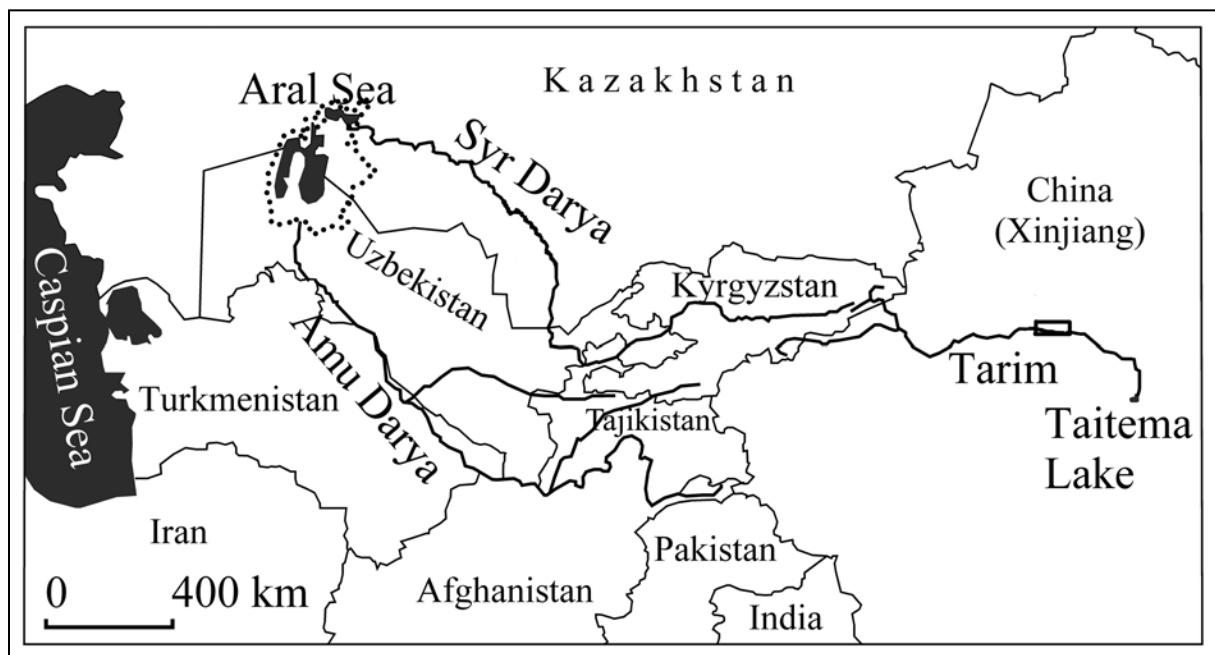 Aral Sea
Kazakhstan
Syr Darya
China
(Xinjiang)
Caspian Sea
Uzbekistan
Kyrgyzstan
Amu Darya
Tarim
Turkmenistan
Tajikistan
Taitema
Lake
Iran
Pakistan
Afghanistan
India
0 400 km